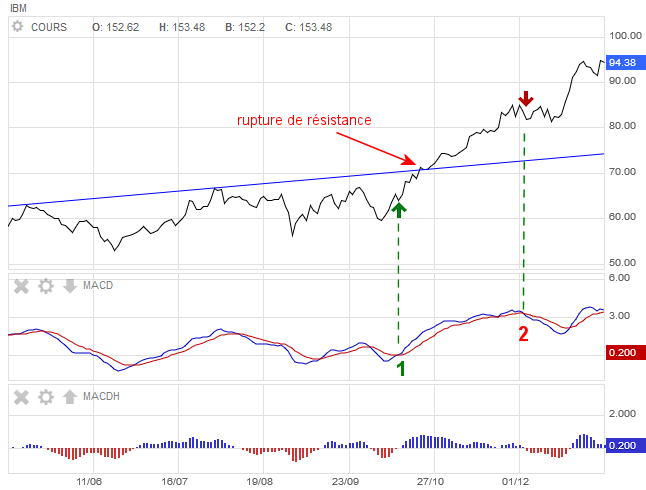 IBM
COURS O: 152.62 H: 153.48 B: 152.2 C: 153.48
100.00
94.38
90.00
rupture de résistance
80.00
70.00
60.00
50.00
MACD
6.00
3.00
2
0.200
1
MACDH
2.000
0.200
11/06 16/07 19/08 23/09 27/10 01/12